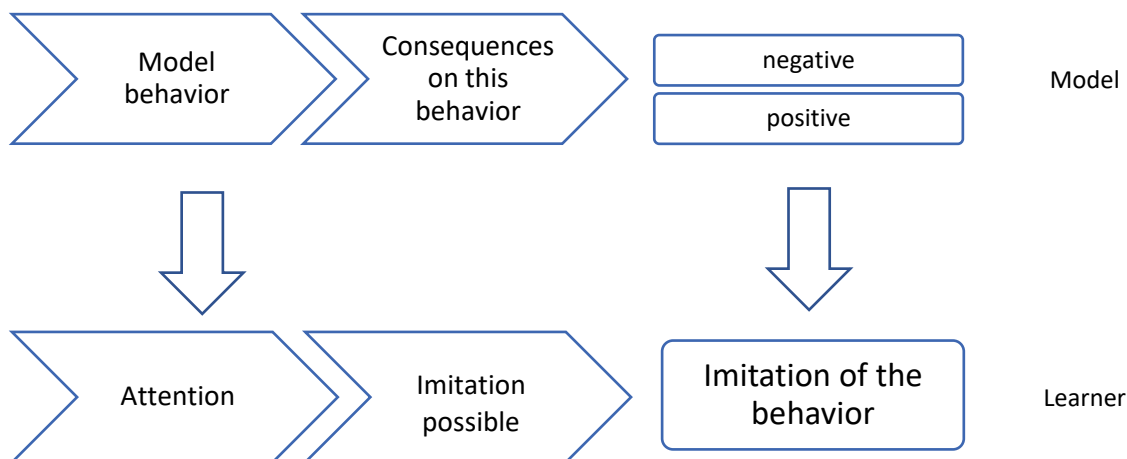 Model
behavior
Consequences
on this
behavior
negative
positive
Model
Attention
Imitation
possible
Imitation of the
behavior
Learner